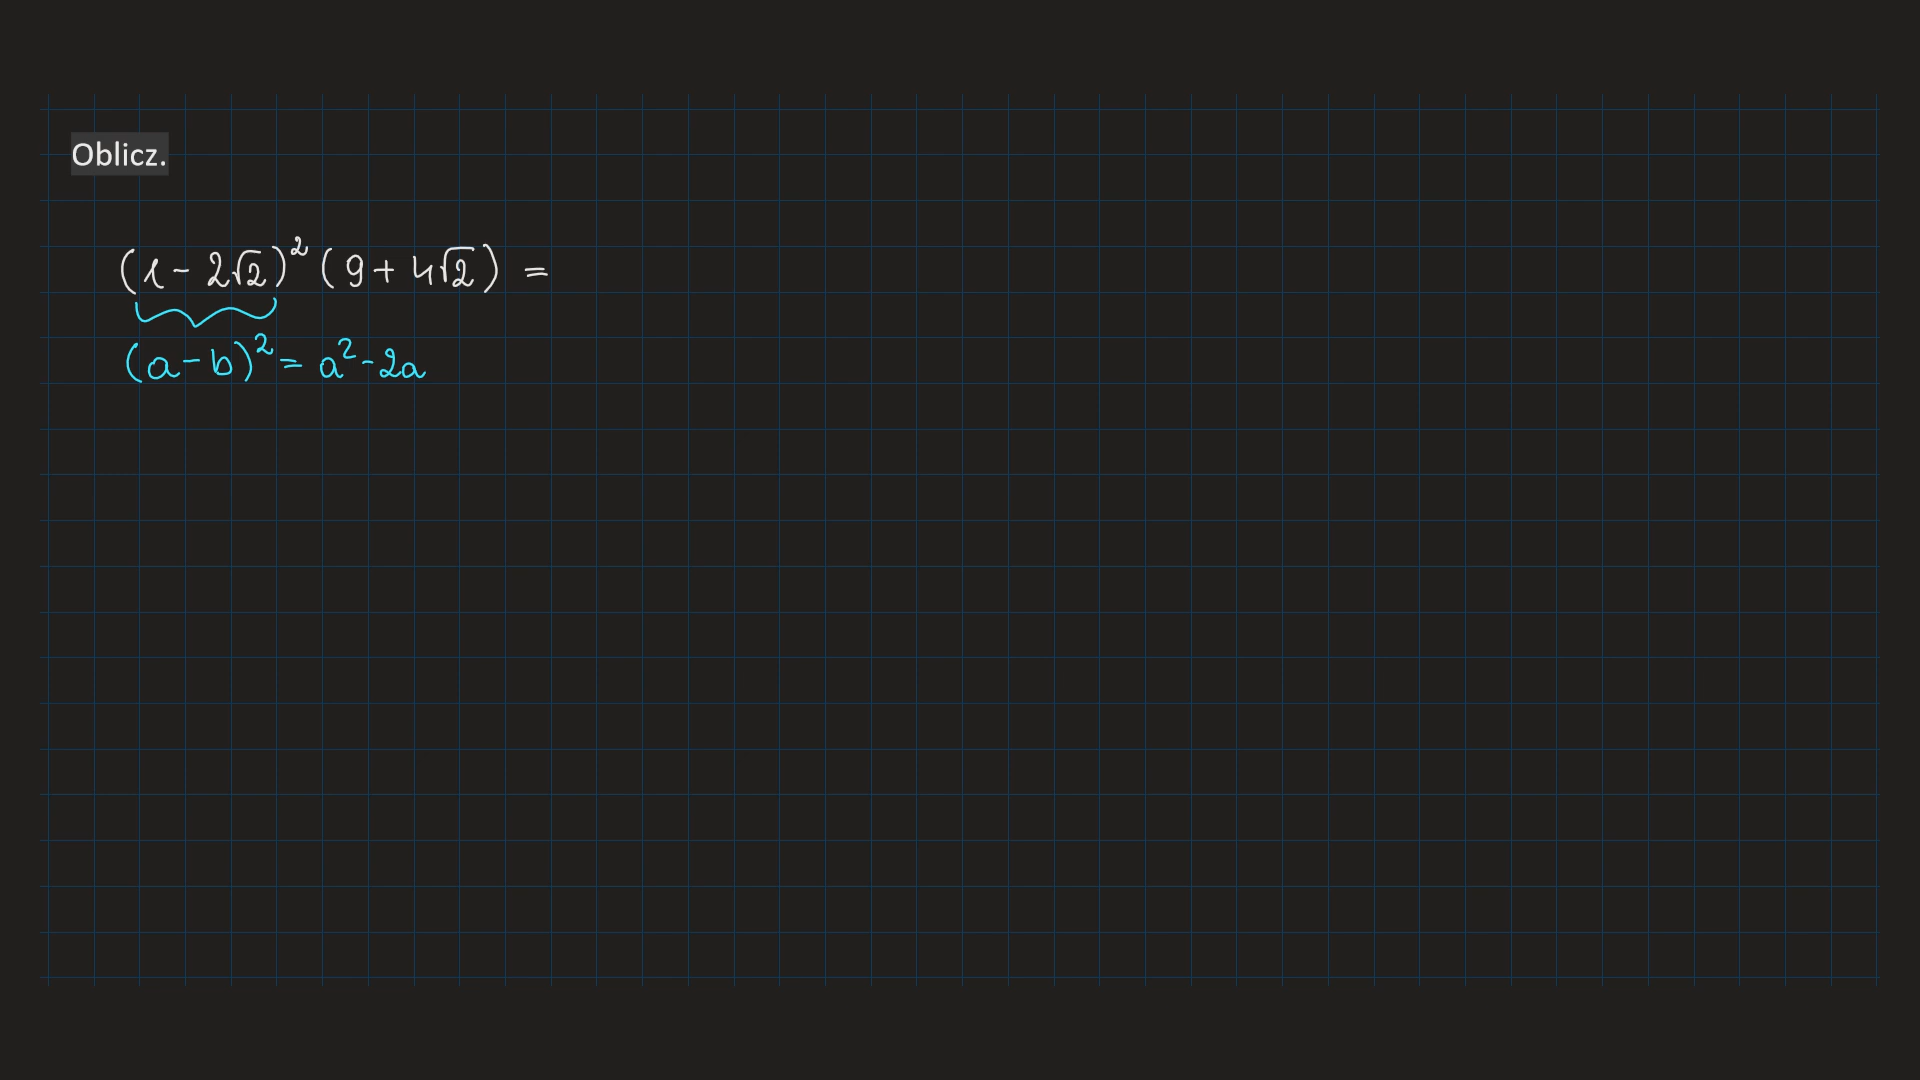 Oblicz.
(1 - 2√2)² (9 + 4√2) =
(a - b)² = a² - 2a